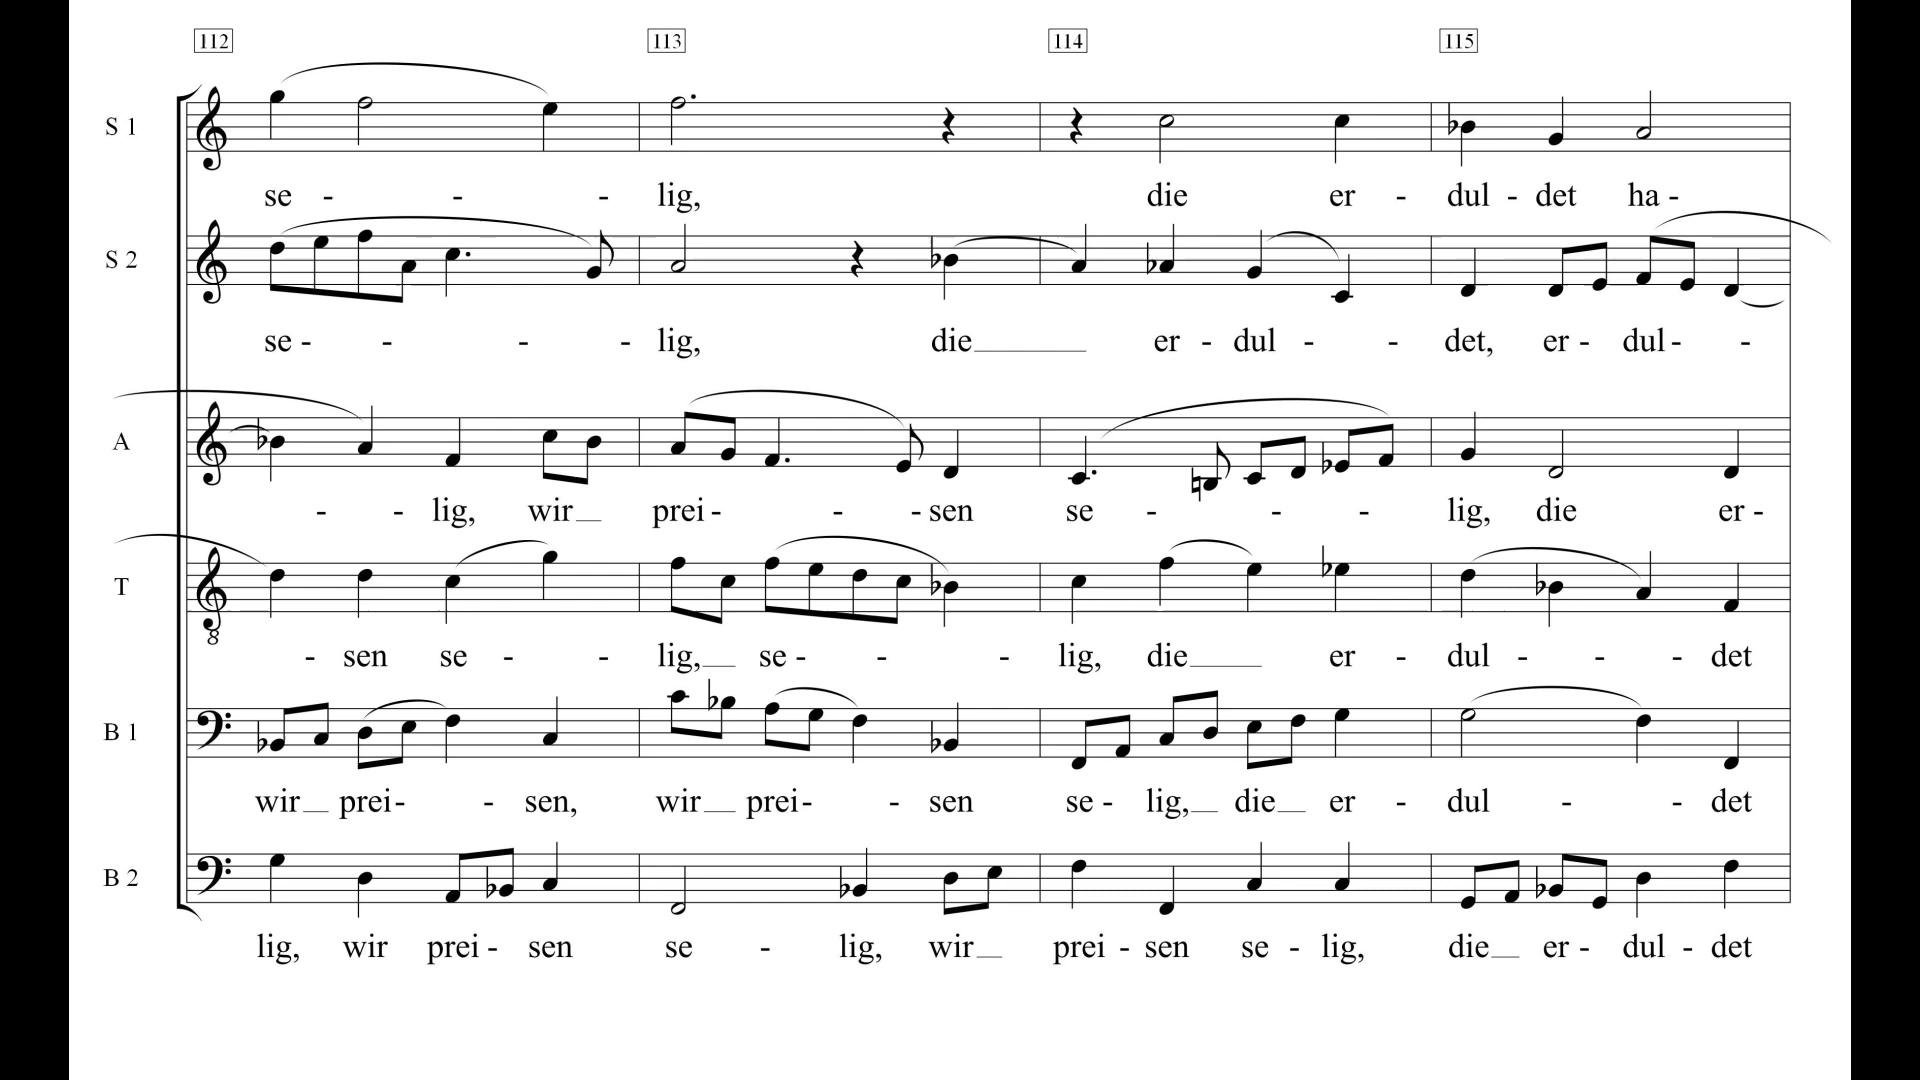 112 113 114 115
S 1
se - - - lig, die er - dul - det ha -
S 2
se - - - - lig, die er - dul - - det, er - dul - -
A
- - lig, wir prei - - - sen se - - - lig, die er -
T
8
- sen se - - lig, se - - - lig, die er - dul - - - det
B 1
wir prei - - sen, wir prei - - sen se - lig, die er - dul - - det
B 2
lig, wir prei - sen se - lig, wir prei - sen se - lig, die er - dul - det